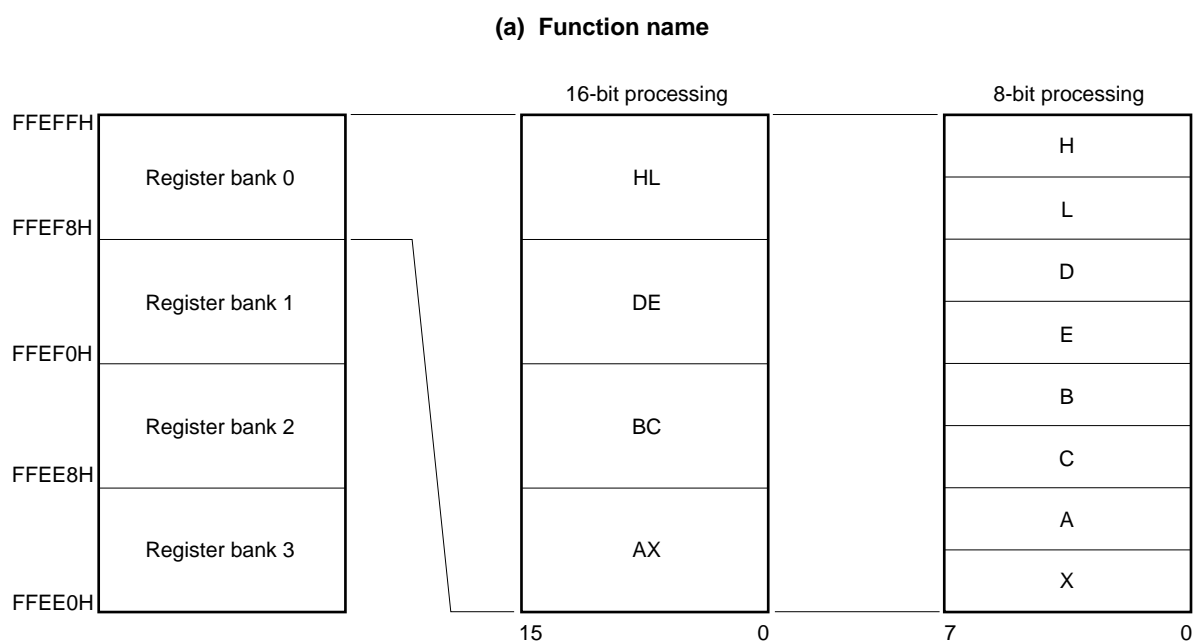 (a) Function name
16-bit processing
8-bit processing
FFEFFH
Register bank 0
HL
H
L
FFEF8H
Register bank 1
DE
D
E
FFEF0H
Register bank 2
BC
B
C
FFEE8H
Register bank 3
AX
A
X
FFEE0H
15 0 7 0